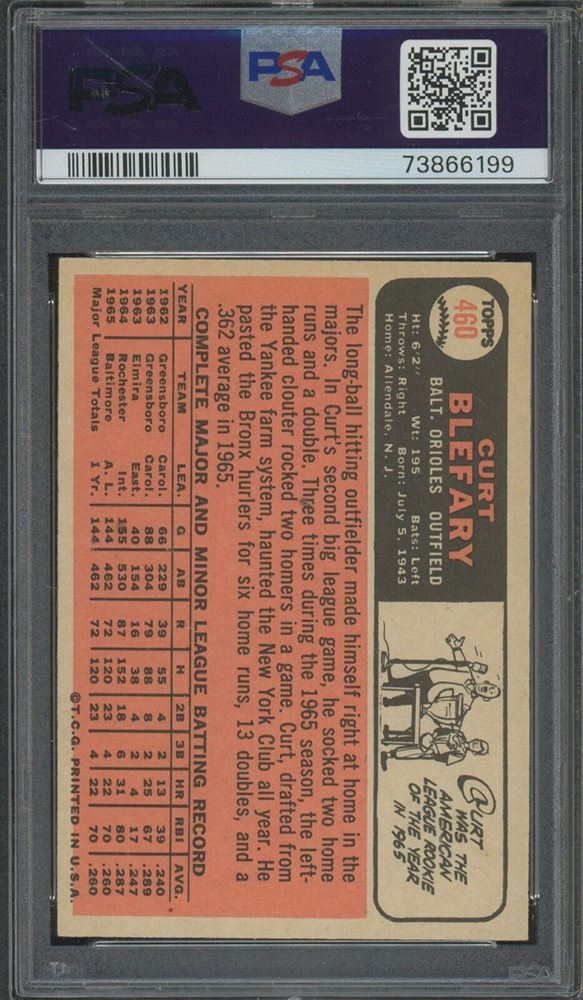 PSA
PSA
73866199
TOPPS
460
CURT
BLEFARY
BALT. ORIOLES OUTFIELD
Ht: 6'2" Wt: 195 Bats: Left
Throws: Right Born: July 5, 1943
Home: Allendale, N. J.
CURT
WAS THE
AMERICAN
LEAGUE ROOKIE
OF THE YEAR
IN 1965
The long-ball hitting outfielder made himself right at home in the
majors. In Curt's second big league game, he socked two home
runs and a double. Three times during the 1965 season, the left-
handed clouter rocked two homers in a game. Curt, drafted from
the Yankee farm system, haunted the New York Club all year. He
pasted the Bronx hurlers for six home runs, 13 doubles, and a
.362 average in 1965.
COMPLETE MAJOR AND MINOR LEAGUE BATTING RECORD
YEAR TEAM LEA. G AB R H 2B 3B HR RBI AVG.
1962 Greensboro Carol. 66 229 39 55 4 2 13 39 .240
1963 Greensboro Carol. 88 304 79 88 8 2 25 67 .289
1963 Elmira East. 40 154 16 38 4 2 4 17 .247
1964 Rochester Int. 155 530 87 152 18 6 31 80 .287
1965 Baltimore A. L. 144 462 72 120 23 4 22 70 .260
Major League Totals 1 Yr. 144 462 72 120 23 4 22 70 .260
©T.C.G. PRINTED IN U.S.A.
PSA